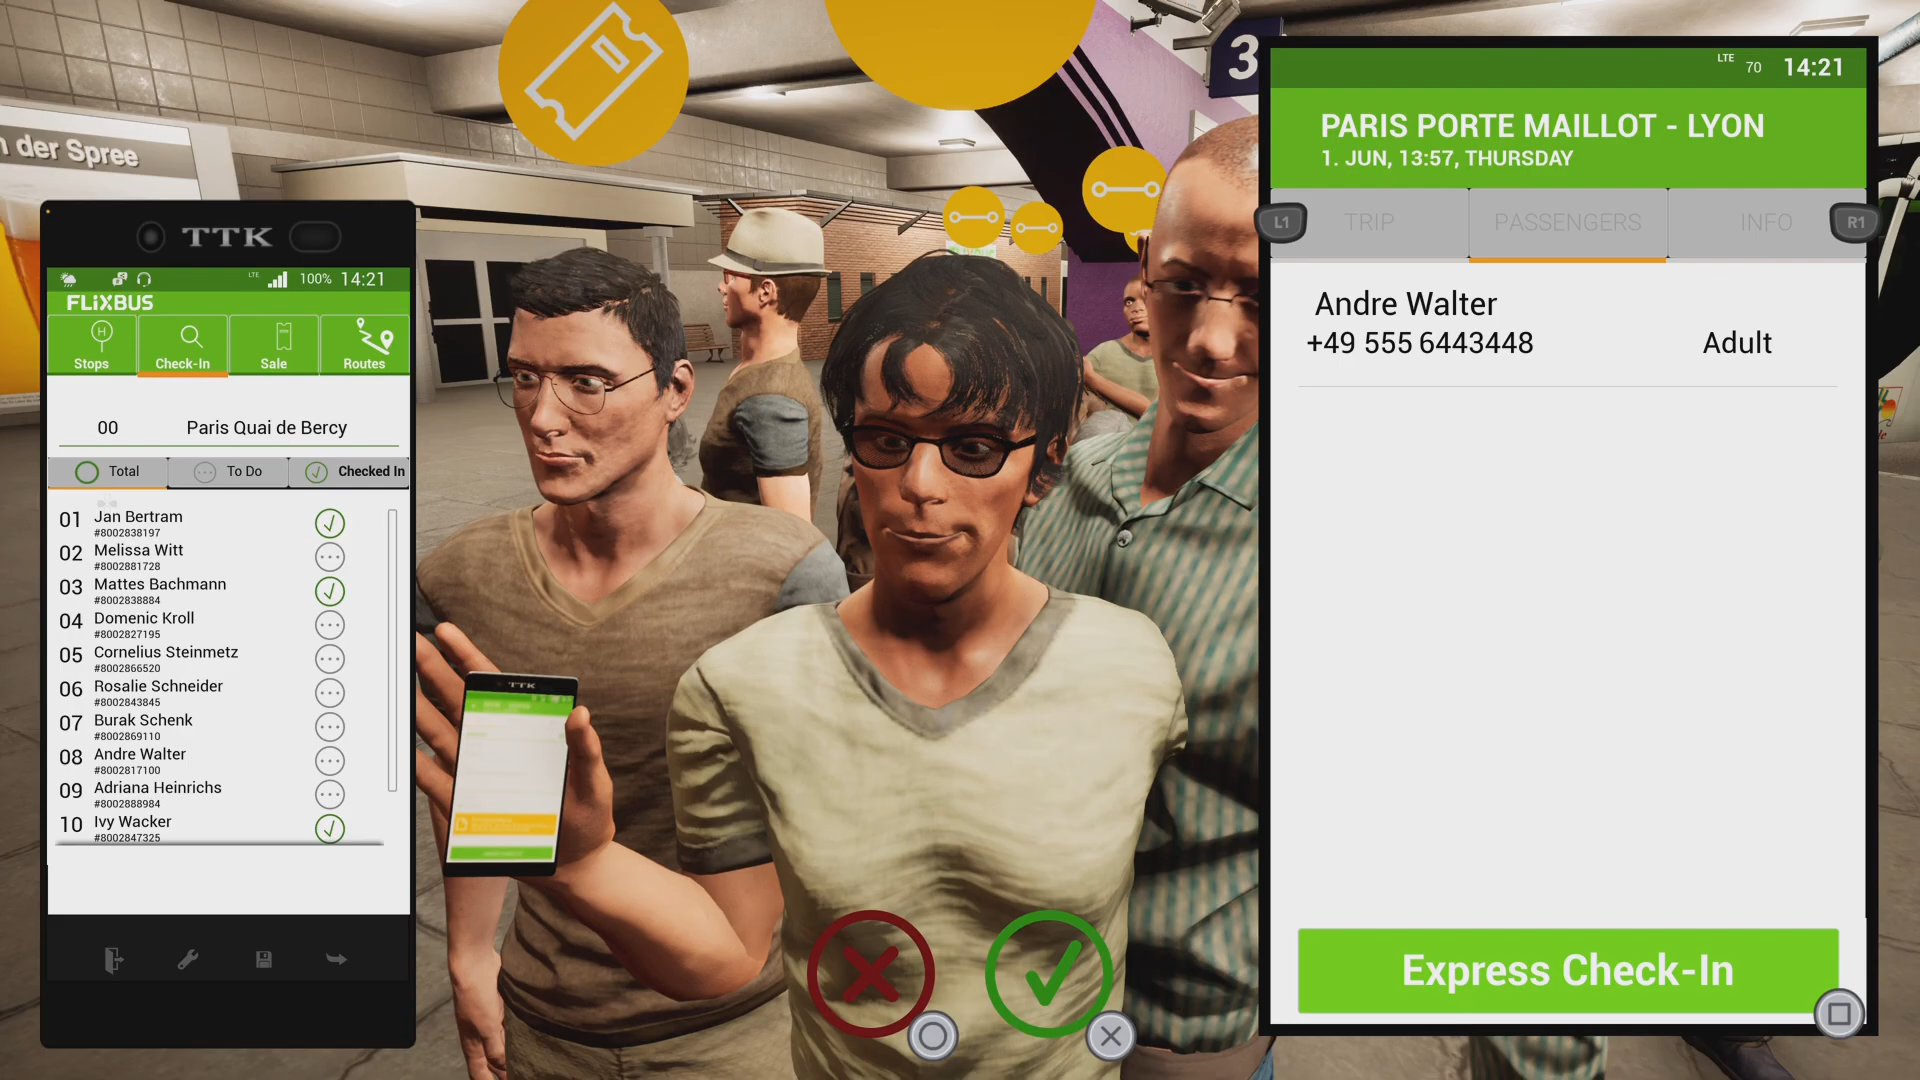 n der Spree
3
TTK
LTE 100% 14:21
FLiXBUS
H
Stops Check-In Sale Routes
00 Paris Quai de Bercy
Total To Do Checked In
01 Jan Bertram
#8002838197
02 Melissa Witt
#8002881728
03 Mattes Bachmann
#8002838884
04 Domenic Kroll
#8002827195
05 Cornelius Steinmetz
#8002866520
06 Rosalie Schneider
#8002843845
07 Burak Schenk
#8002869110
08 Andre Walter
#8002817100
09 Adriana Heinrichs
#8002888984
10 Ivy Wacker
#8002847325
TTK
LTE 70 14:21
PARIS PORTE MAILLOT - LYON
1. JUN, 13:57, THURSDAY
L1 TRIP PASSENGERS INFO R1
Andre Walter
+49 555 6443448 Adult
Express Check-In